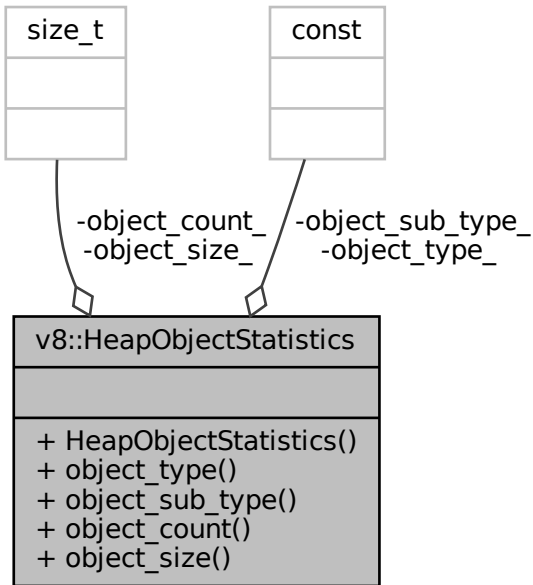 size_t
const
-object_count_
-object_size_
-object_sub_type_
-object_type_
v8::HeapObjectStatistics
+ HeapObjectStatistics()
+ object_type()
+ object_sub_type()
+ object_count()
+ object_size()